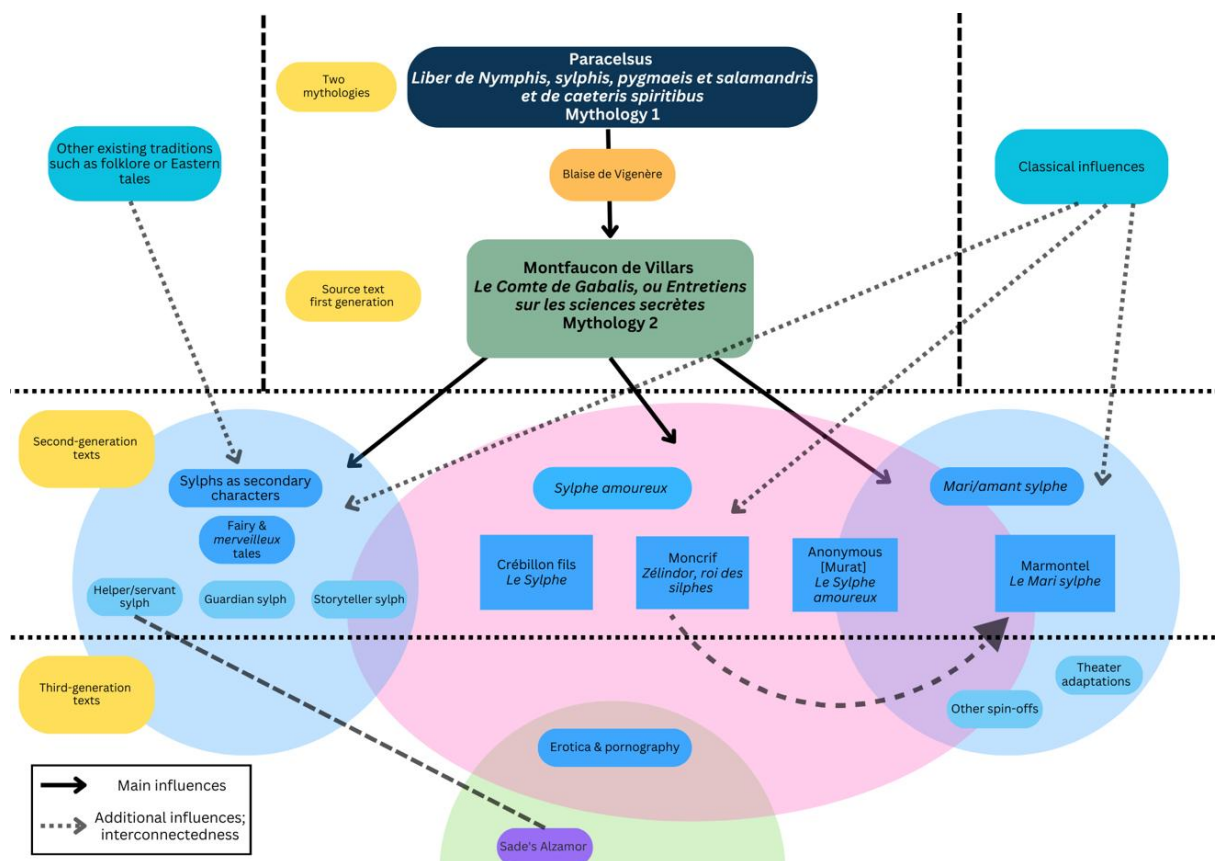 Two
mythologies
Paracelsus
Liber de Nymphis, sylphis, pygmaeis et salamandris
et de caeteris spiritibus
Mythology 1
Other existing traditions
such as folklore or Eastern
tales
Blaise de Vigenère
Classical influences
Source text
first generation
Montfaucon de Villars
Le Comte de Gabalis, ou Entretiens
sur les sciences secrètes
Mythology 2
Second-generation
texts
Sylphs as secondary
characters
Fairy &
merveilleux
tales
Helper/servant
sylph
Guardian sylph
Storyteller sylph
Sylphe amoureux
Mari/amant sylphe
Crébillon fils
Le Sylphe
Moncrif
Zélindor, roi des
silphes
Anonymous
[Murat]
Le Sylphe
amoureux
Marmontel
Le Mari sylphe
Third-generation
texts
Theater
adaptations
Other spin-offs
Erotica & pornography
Sade's Alzamor
Main influences
Additional influences;
interconnectedness